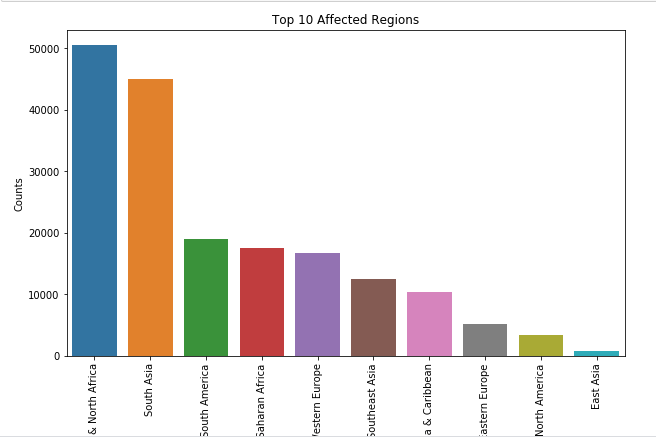 Top 10 Affected Regions
Counts
50000
40000
30000
20000
10000
0
& North Africa
South Asia
South America
Saharan Africa
Western Europe
Southeast Asia
a & Caribbean
Eastern Europe
North America
East Asia